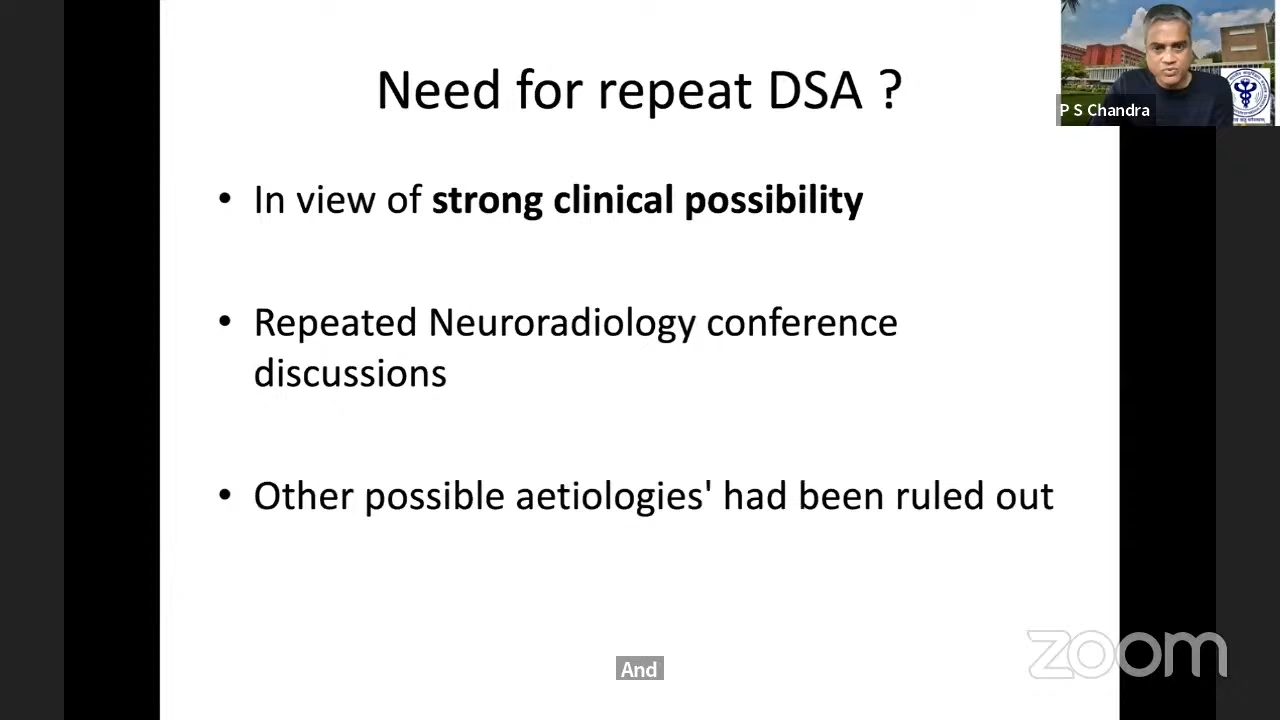 Need for repeat DSA ?
P S Chandra
• In view of strong clinical possibility
• Repeated Neuroradiology conference
discussions
• Other possible aetiologies' had been ruled out
And
zoom